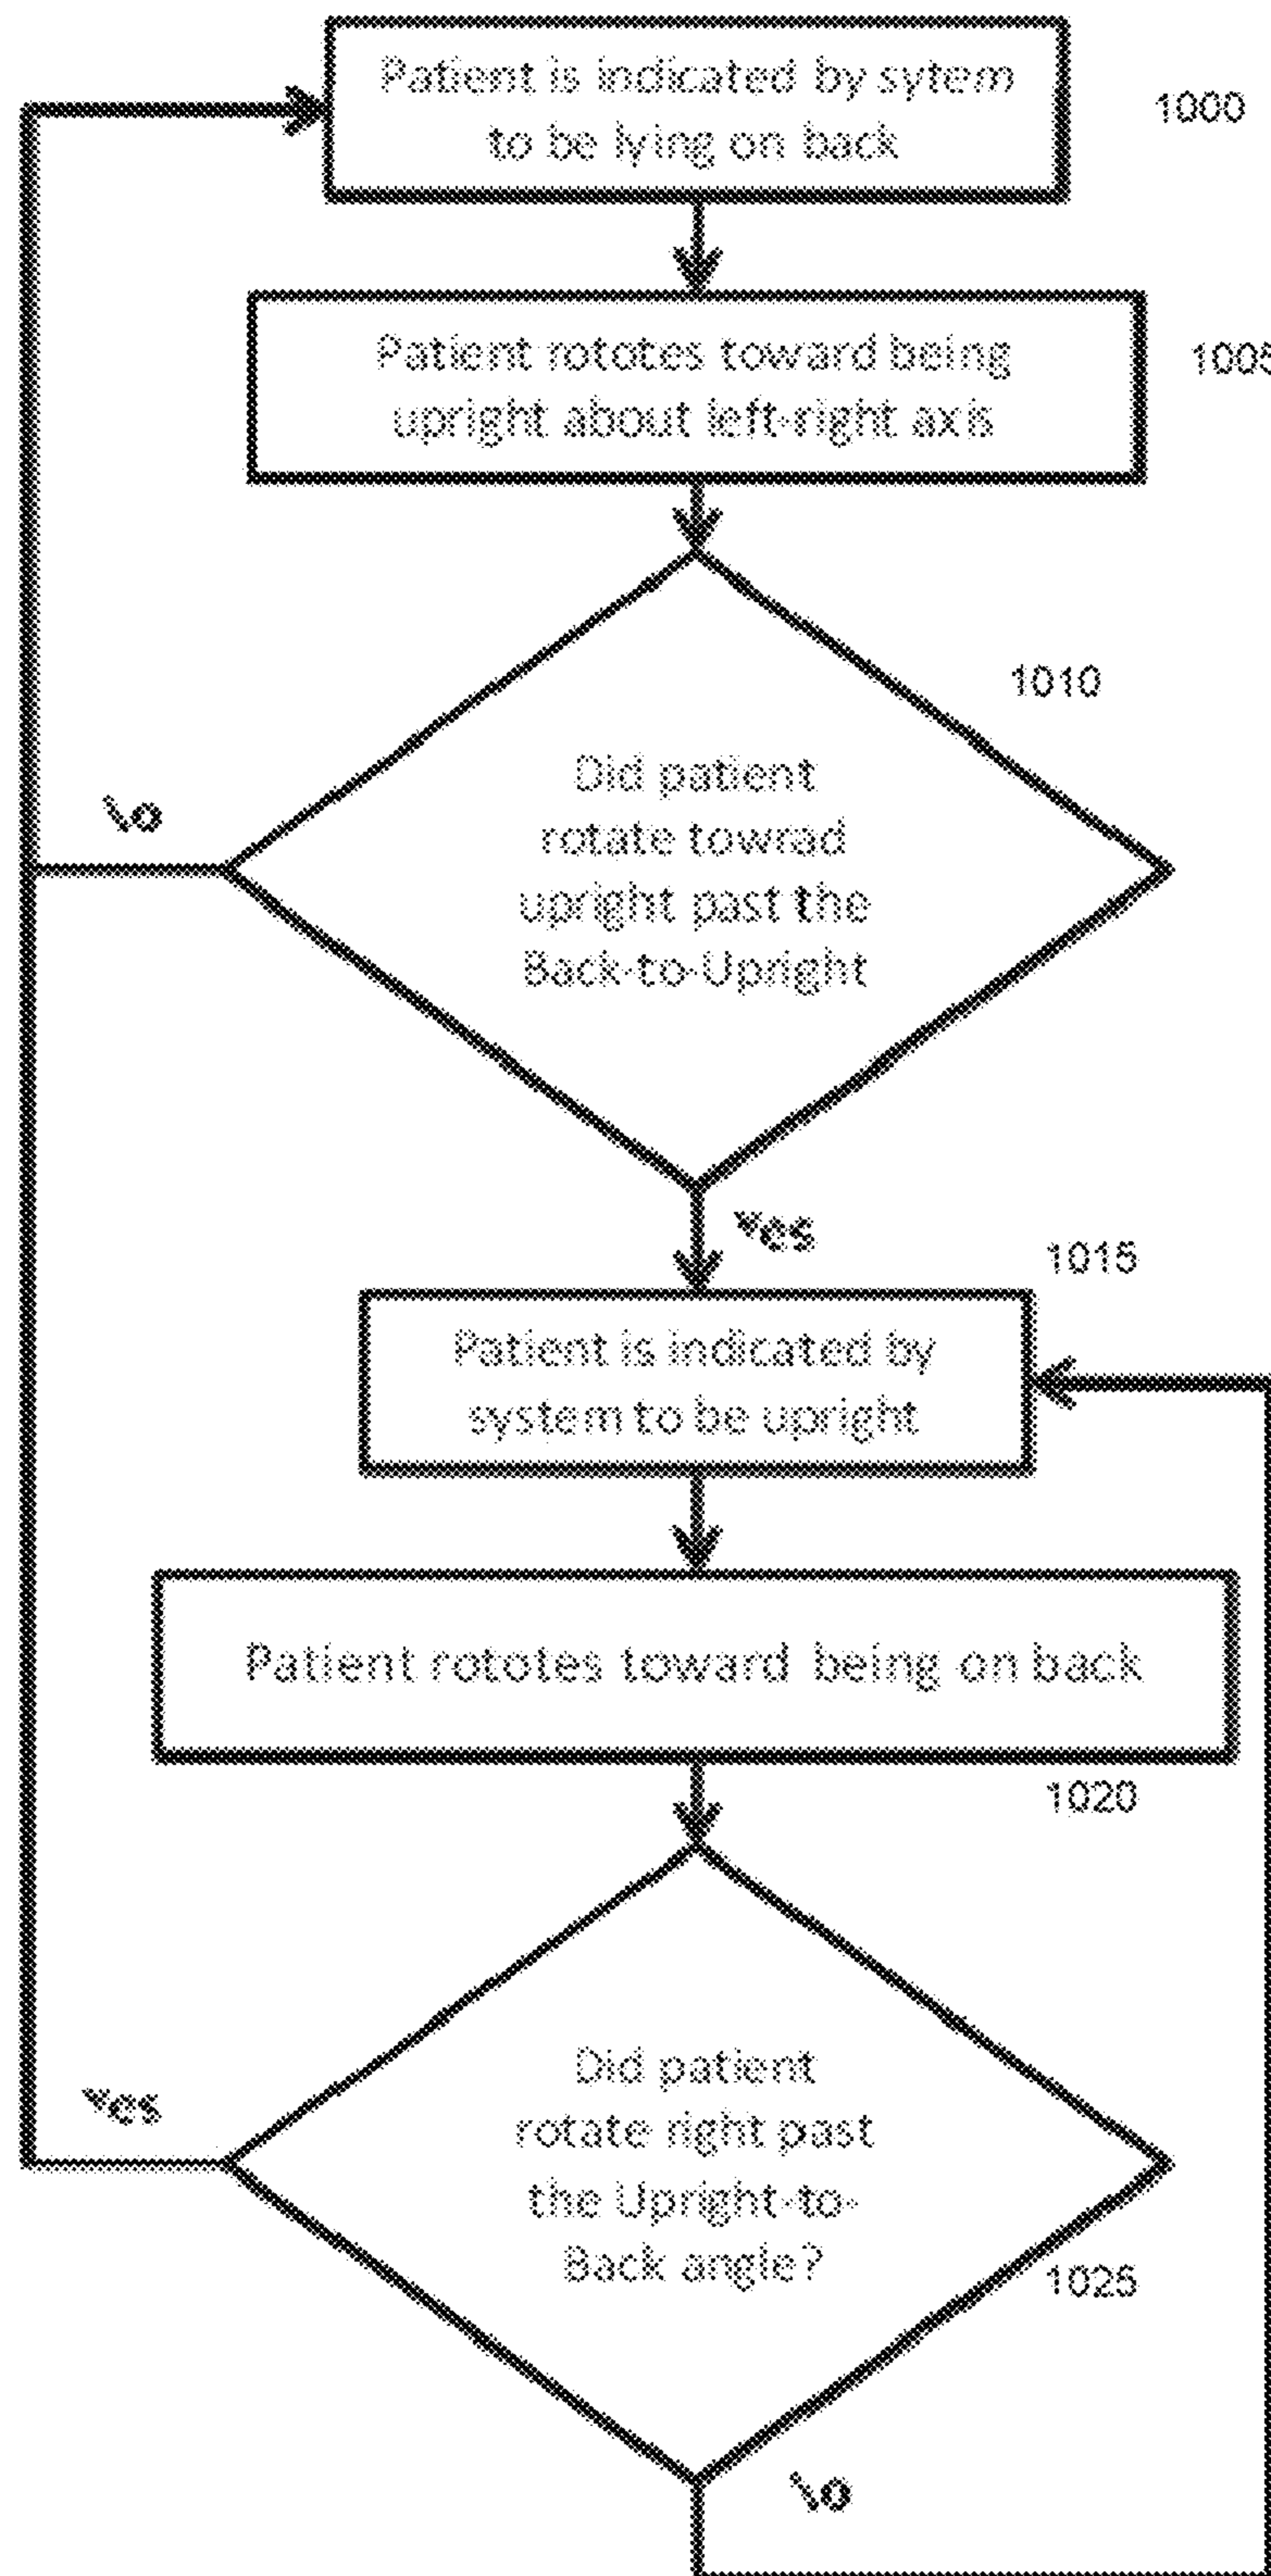 Patient is indicated by sytem
to be lying on back
1000
Patient rototes toward being
upright about left-right axis
1005
1010
Did patient
rotate towrad
upright past the
Back-to-Upright
No
Yes
1015
Patient is indicated by
system to be upright
Patient rototes toward being on back
1020
Did patient
rotate right past
the Upright-to-
Back angle?
Yes
1025
No